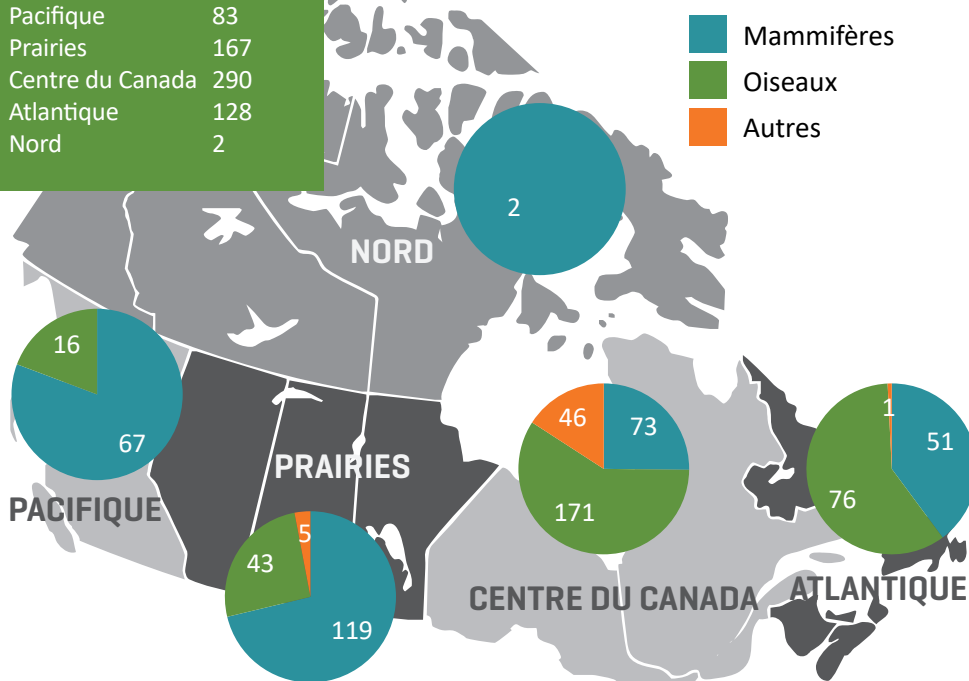 Pacifique 83
Prairies 167
Centre du Canada 290
Atlantique 128
Nord 2
Mammifères
Oiseaux
Autres
2
NORD
16
67
PACIFIQUE
PRAIRIES
43
5
119
46
73
171
CENTRE DU CANADA
1
51
76
ATLANTIQUE